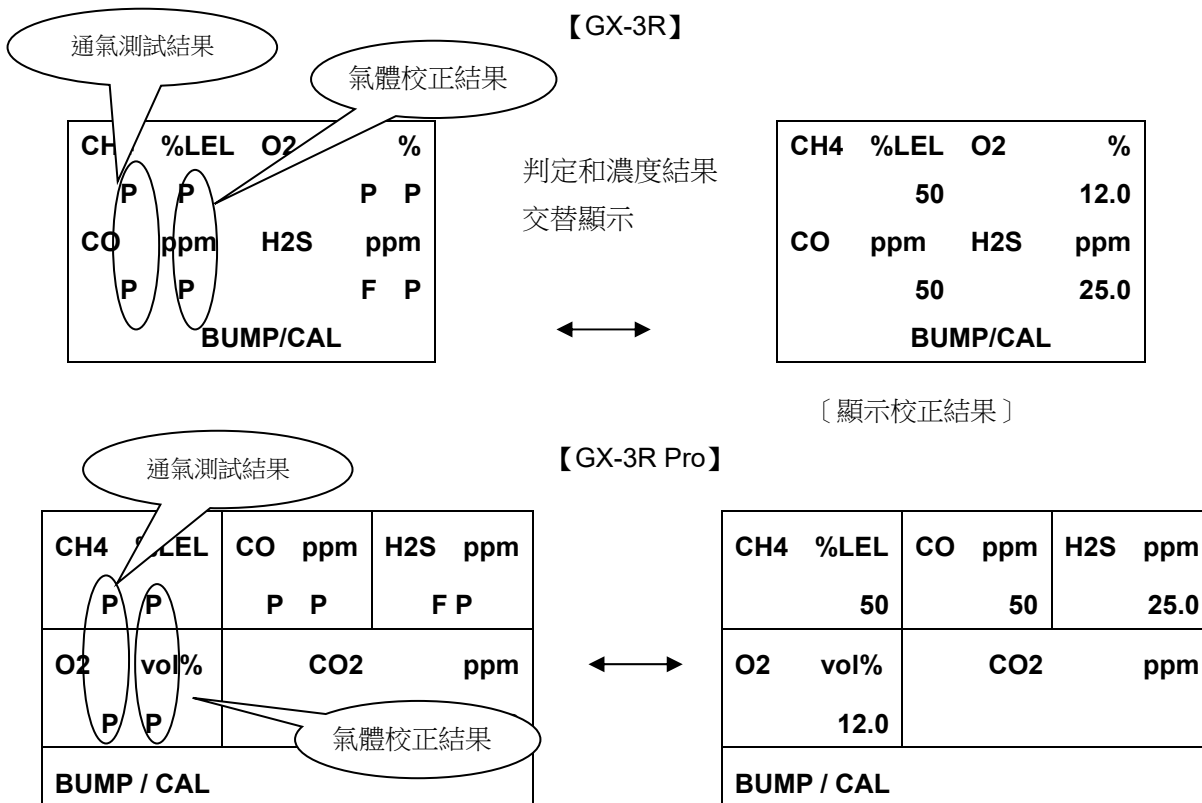 【GX-3R】
通氣測試結果
氣體校正結果
CH4 %LEL O2 %
P P P P
CO ppm H2S ppm
P P F P
BUMP/CAL
判定和濃度結果
交替顯示
CH4 %LEL O2 %
50 12.0
CO ppm H2S ppm
50 25.0
BUMP/CAL
〔顯示校正結果〕
【GX-3R Pro】
通氣測試結果
CH4 %LEL CO ppm H2S ppm
P P P P F P
O2 vol% CO2 ppm
P P
氣體校正結果
BUMP / CAL
CH4 %LEL CO ppm H2S ppm
50 50 25.0
O2 vol% CO2 ppm
12.0
BUMP / CAL